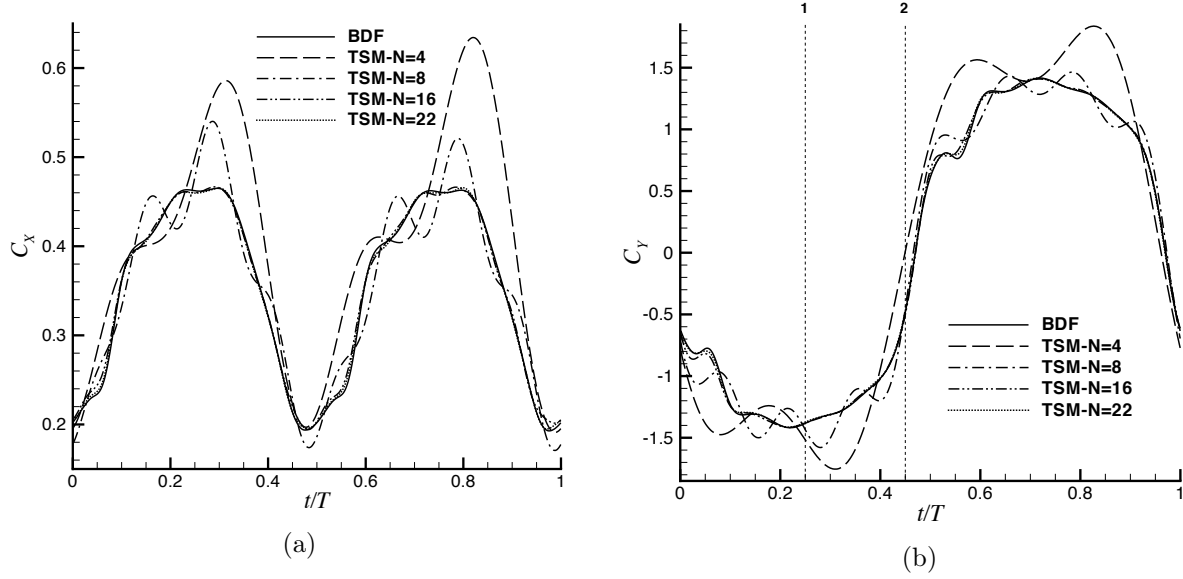 BDF
TSM-N=4
TSM-N=8
TSM-N=16
TSM-N=22
0.6
0.5
0.4
0.3
0.2
C_X
0 0.2 0.4 0.6 0.8 1
t/T
(a)
1 2
1.5
1
0.5
0
-0.5
-1
-1.5
C_Y
BDF
TSM-N=4
TSM-N=8
TSM-N=16
TSM-N=22
0 0.2 0.4 0.6 0.8 1
t/T
(b)